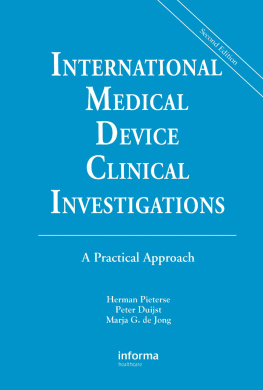 Second Edition
INTERNATIONAL
MEDICAL
DEVICE
CLINICAL
INVESTIGATIONS
A Practical Approach
Herman Pieterse
Peter Duijst
Marja G. de Jong
informa
healthcare